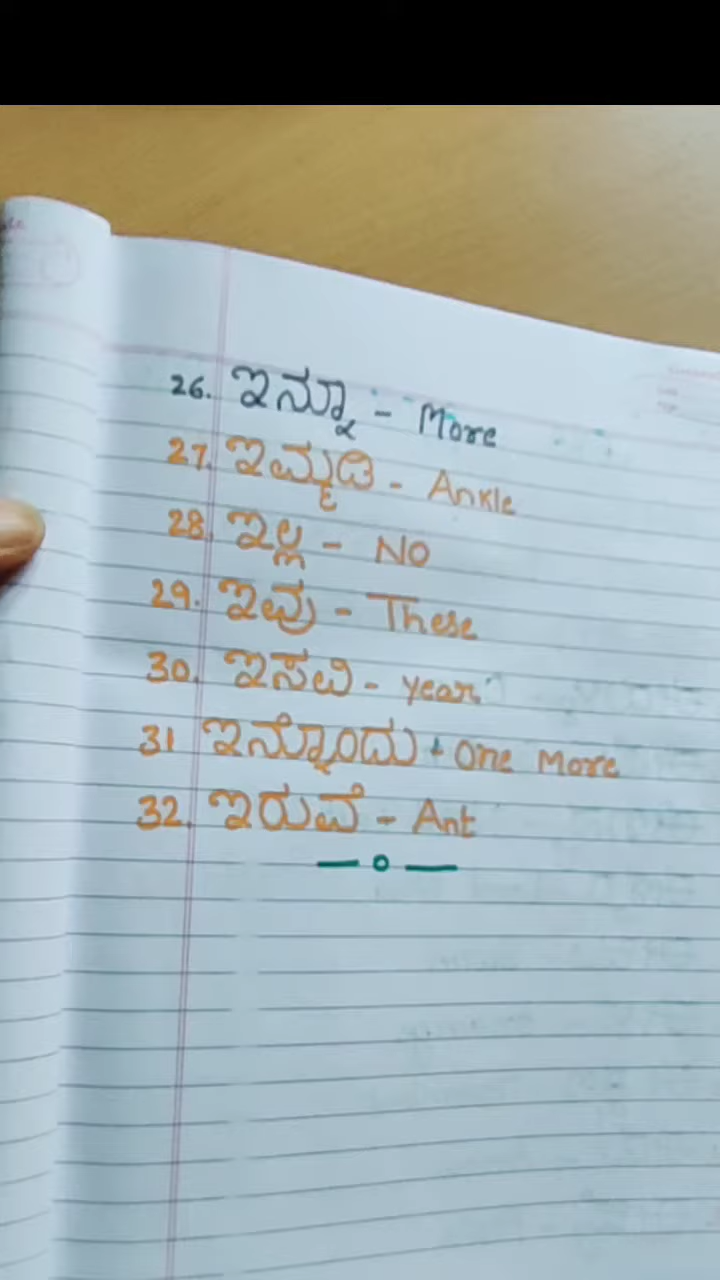 26. ಇನ್ನೂ - More
27. ಇಮ್ಮಡಿ - Ankle
28. ಇಲ್ಲ - NO
29. ಇವು - These
30. ಇಸವಿ - year
31 ಇನ್ನೊಂದು - One More
32. ಇರುವೆ - Ant